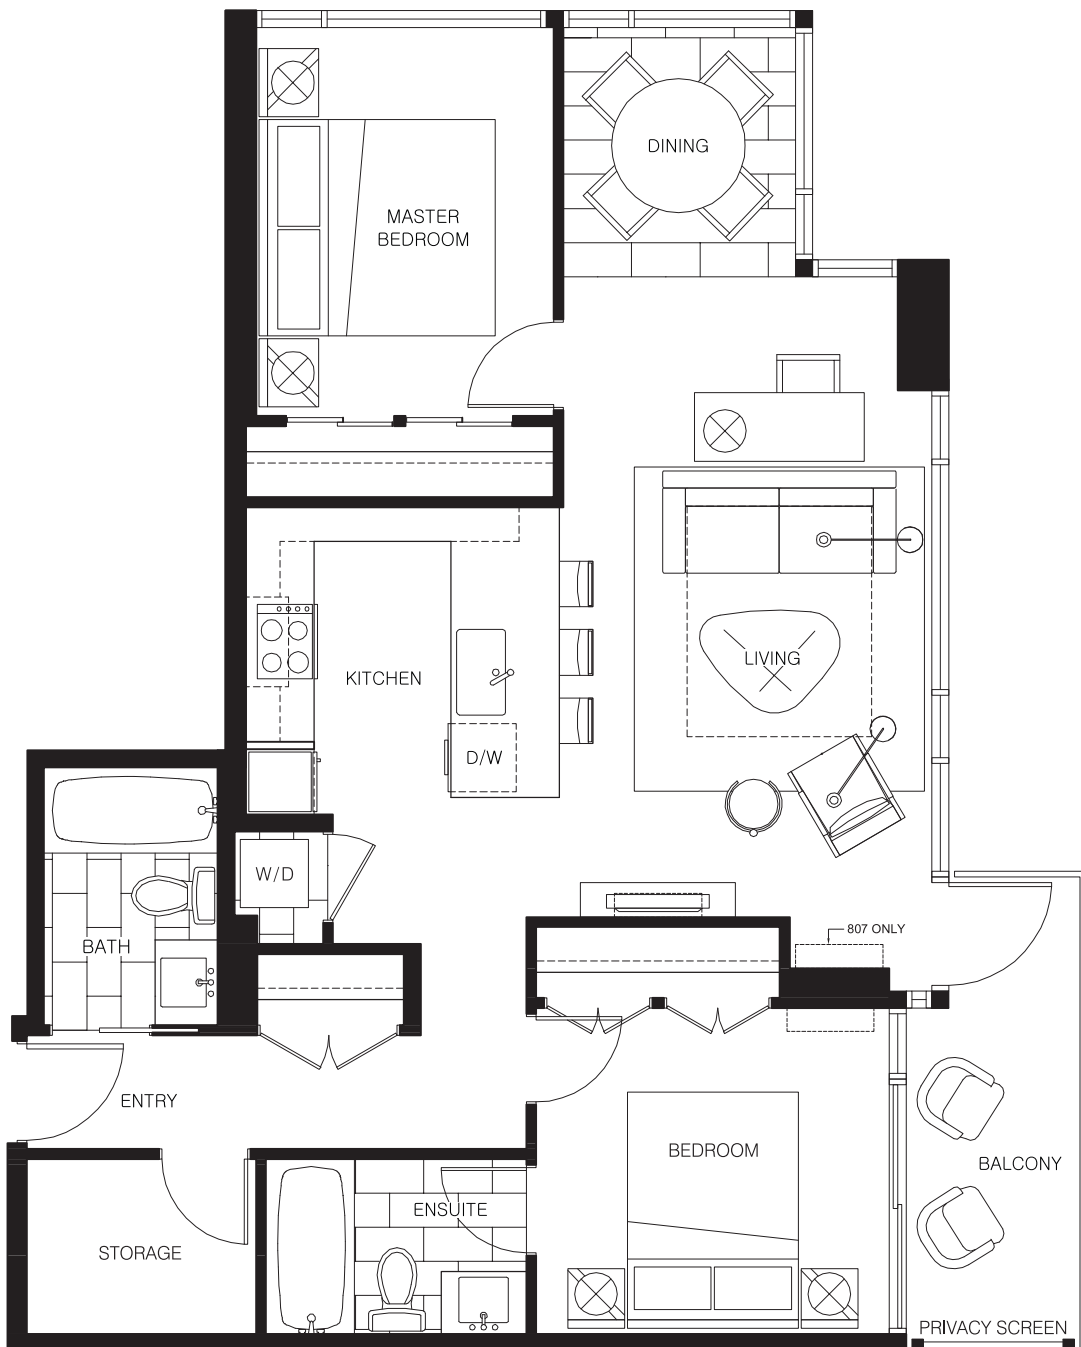 DINING
MASTER
BEDROOM
LIVING
KITCHEN
D/W
W/D
807 ONLY
BATH
ENTRY
BEDROOM
BALCONY
ENSUITE
STORAGE
PRIVACY SCREEN